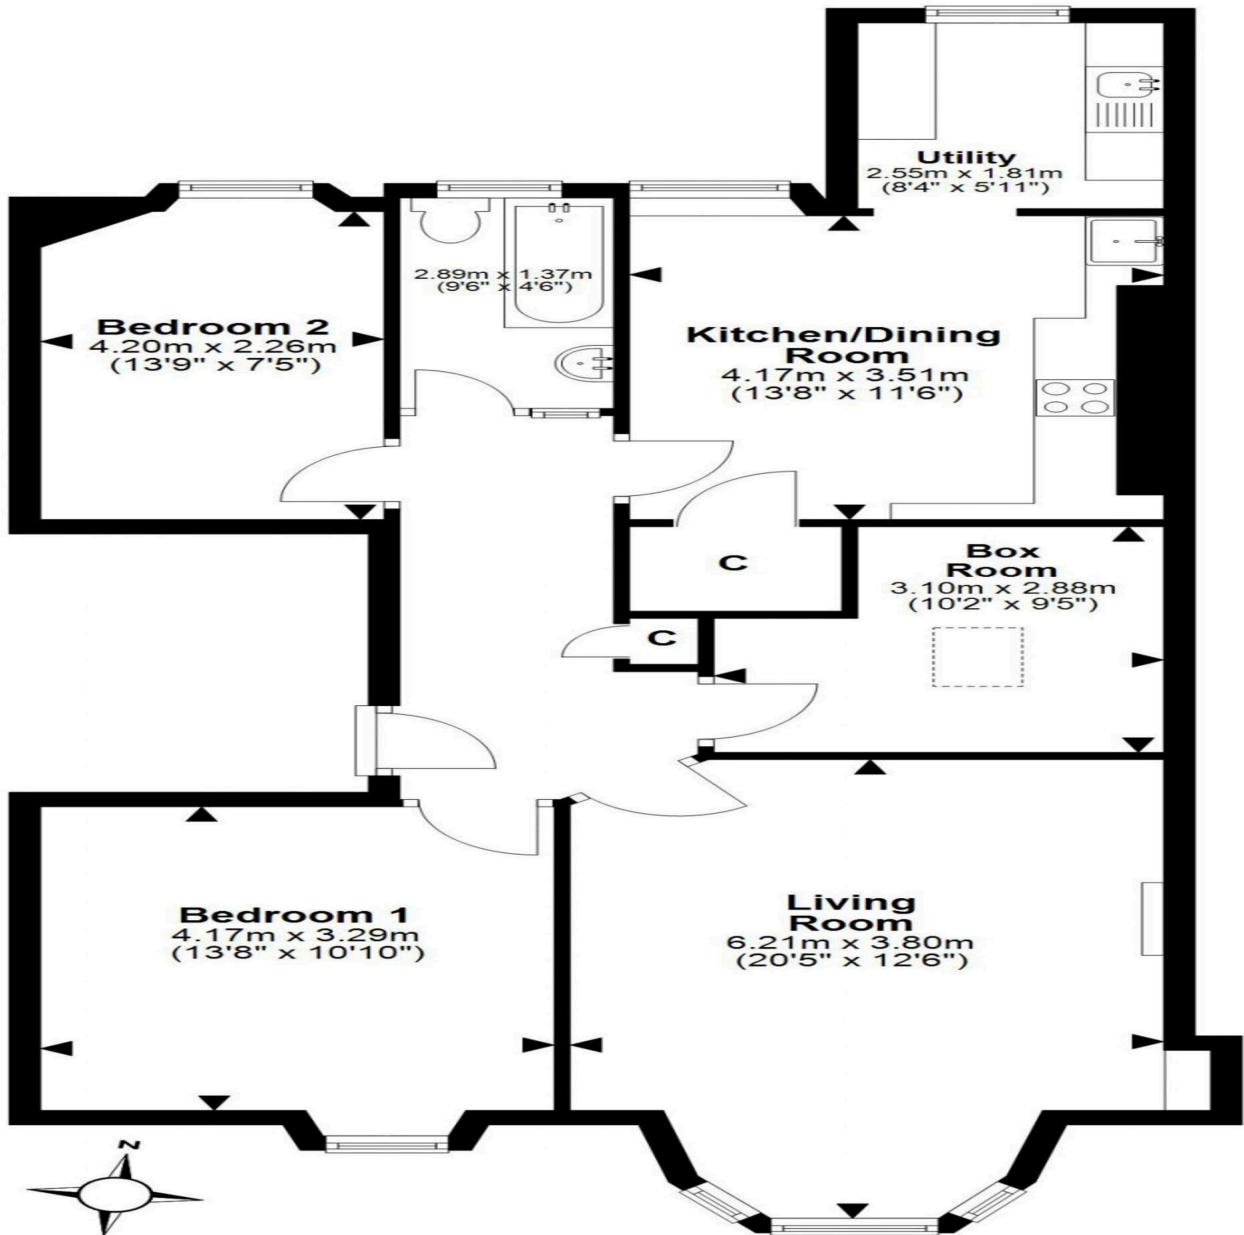 Utility
2.55m x 1.81m
(8'4" x 5'11")
2.89m x 1.37m
(9'6" x 4'6")
Bedroom 2
4.20m x 2.26m
(13'9" x 7'5")
Kitchen/Dining
Room
4.17m x 3.51m
(13'8" x 11'6")
C
Box
Room
3.10m x 2.88m
(10'2" x 9'5")
C
Bedroom 1
4.17m x 3.29m
(13'8" x 10'10")
Living
Room
6.21m x 3.80m
(20'5" x 12'6")
N